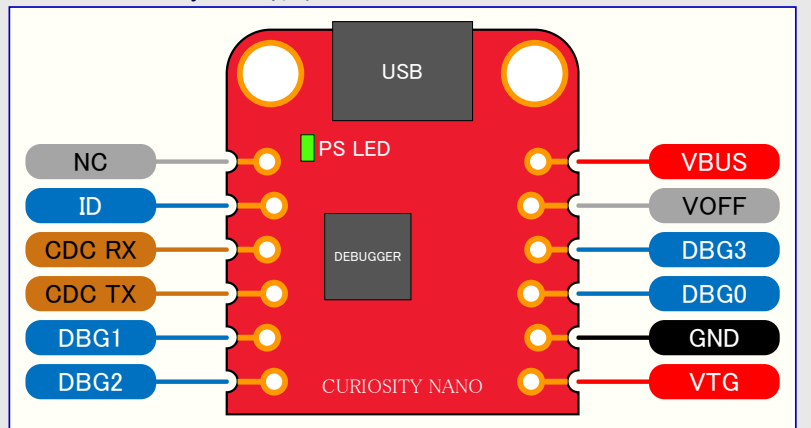 USB
PS LED
NC
VBUS
ID
VOFF
CDC RX
DEBUGGER
DBG3
CDC TX
DBG0
DBG1
GND
DBG2
CURIOSITY NANO
VTG